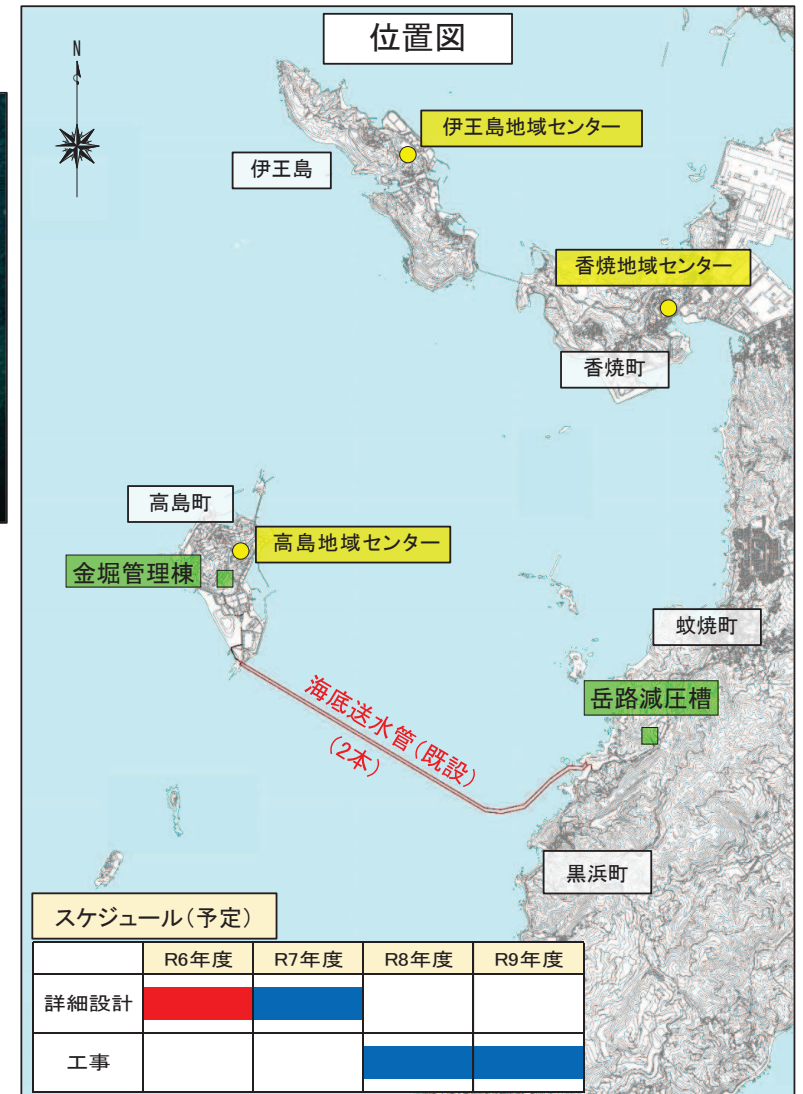 位置図
N
伊王島地域センター
伊王島
香焼地域センター
香焼町
高島町
高島地域センター
金堀管理棟
蚊焼町
岳路減圧槽
海底送水管(既設)
(2本)
黒浜町
スケジュール(予定)
R6年度 R7年度 R8年度 R9年度
詳細設計
工事